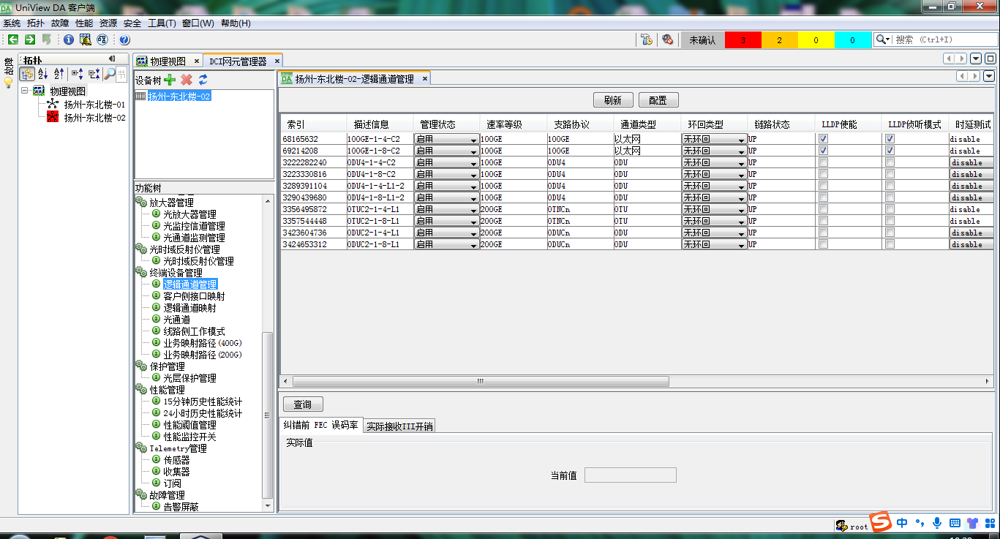 UniView DA 客户端
系统 拓扑 故障 性能 资源 安全 工具(T) 窗口(W) 帮助(H)
未确认 3 2 0 0 搜索 (Ctrl+I)
拓扑
物理视图
扬州-东北楼-01
扬州-东北楼-02
物理视图 DCI网元管理器
设备树
扬州-东北楼-02
功能树
放大器管理
光放大器管理
光监控信道管理
光通道监测管理
光时域反射仪管理
光时域反射仪管理
终端设备管理
逻辑通道管理
客户侧接口映射
逻辑通道映射
光通道
线路侧工作模式
业务映射路径(400G)
业务映射路径(200G)
保护管理
光层保护管理
性能管理
15分钟历史性能统计
24小时历史性能统计
性能阈值管理
性能监控开关
Telemetry管理
传感器
收集器
订阅
故障管理
告警屏蔽
DA 扬州-东北楼-02-逻辑通道管理
刷新 配置
索引 描述信息 管理状态 速率等级 支路协议 通道类型 环回类型 链路状态 LLDP使能 LLDP侦听模式 时延测试
68165632 100GE-1-4-C2 启用 100GE 100GE 以太网 无环回 UP disable
69214208 100GE-1-8-C2 启用 100GE 100GE 以太网 无环回 UP disable
3222282240 ODU4-1-4-C2 启用 100GE ODU4 ODU 无环回 UP disable
3223330816 ODU4-1-8-C2 启用 100GE ODU4 ODU 无环回 UP disable
3289391104 ODU4-1-4-L1-2 启用 100GE ODU4 ODU 无环回 UP disable
3290439680 ODU4-1-8-L1-2 启用 100GE ODU4 ODU 无环回 UP disable
3356495872 OTUC2-1-4-L1 启用 200GE OTUCn OTU 无环回 UP disable
3357544448 OTUC2-1-8-L1 启用 200GE OTUCn OTU 无环回 UP disable
3423604736 ODUC2-1-4-L1 启用 200GE ODUCn ODU 无环回 UP disable
3424653312 ODUC2-1-8-L1 启用 200GE ODUCn ODU 无环回 UP disable
查询
纠错前 FEC 误码率 实际接收TTI开销
实际值
当前值
root
中